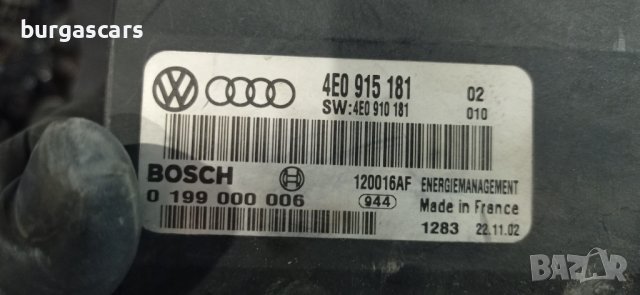 burgascars
4E0 915 181 02
SW:4E0 910 181 010
BOSCH 120016AF ENERGIEMANAGEMENT
0 199 000 006 944 Made in France
1283 22.11.02
BAZAR